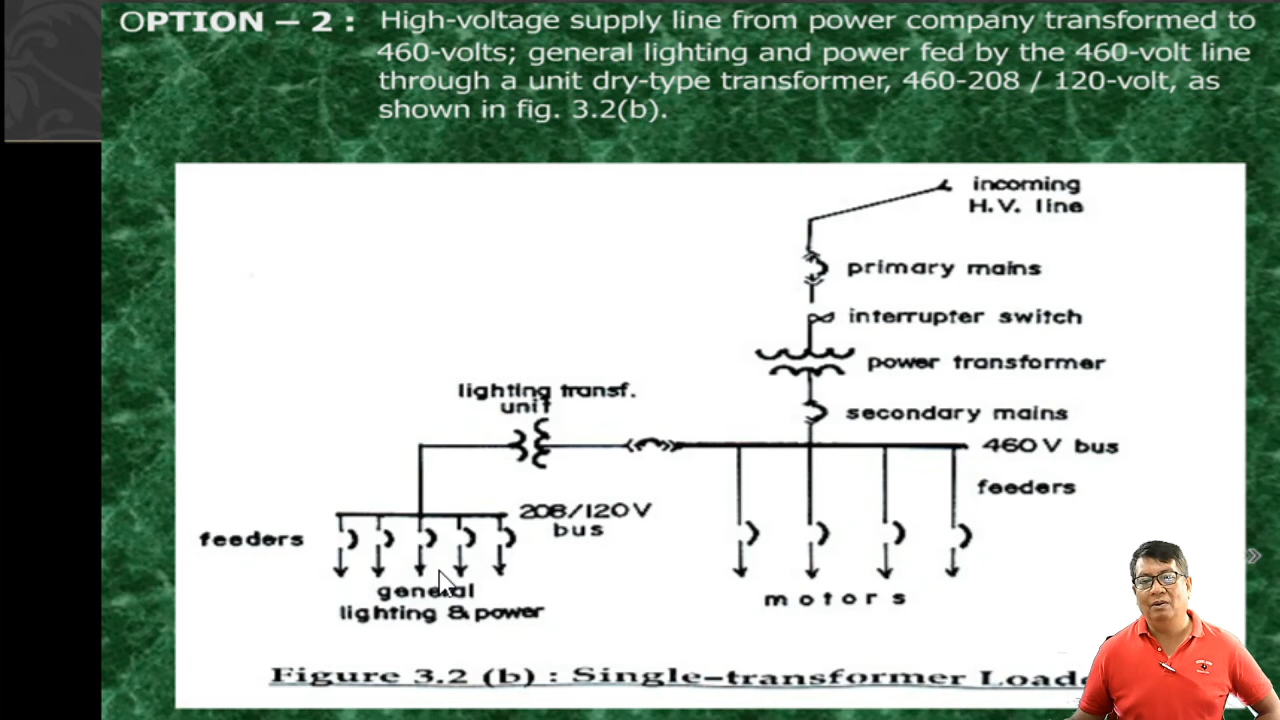 OPTION – 2 : High-voltage supply line from power company transformed to
460-volts; general lighting and power fed by the 460-volt line
through a unit dry-type transformer, 460-208 / 120-volt, as
shown in fig. 3.2(b).
incoming
H.V. line
primary mains
interrupter switch
power transformer
lighting transf.
unit
secondary mains
460V bus
feeders
208/120V
bus
feeders
general
lighting & power
motors
Figure 3.2 (b) : Single-transformer